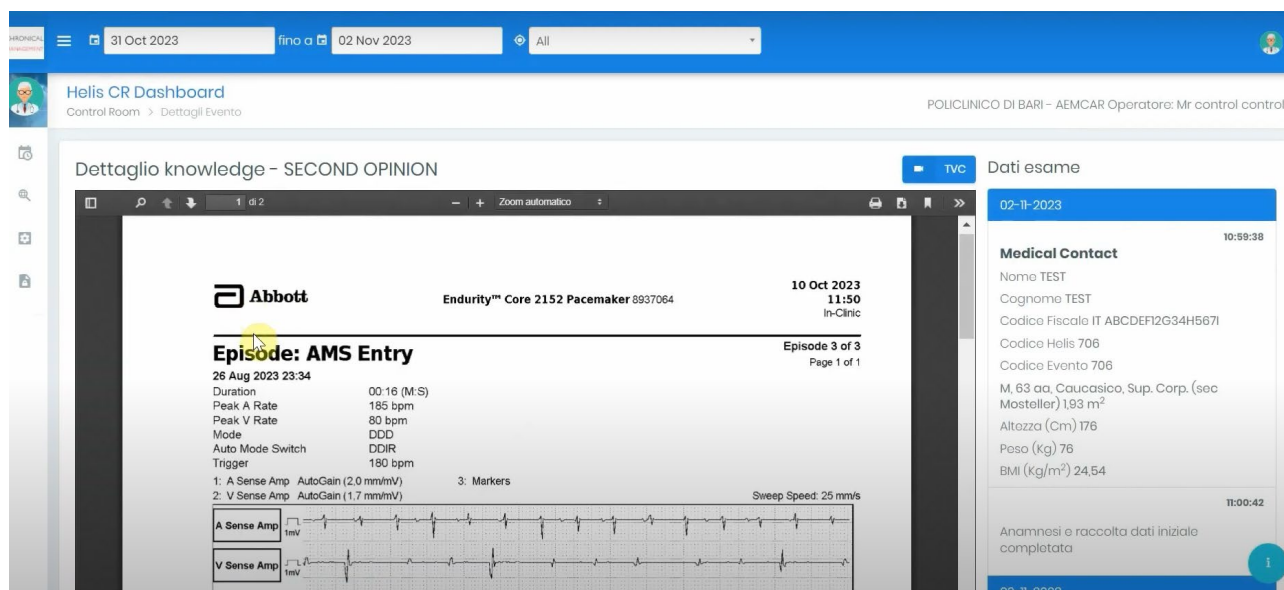 31 Oct 2023
fino a
02 Nov 2023
All
Helis CR Dashboard
Control Room > Dettagli Evento
POLICLINICO DI BARI - AEMCAR Operatore: Mr control control
Dettaglio knowledge - SECOND OPINION
TVC
1 di 2
Zoom automatico
Abbott
Endurity™ Core 2152 Pacemaker 8937064
10 Oct 2023
11:50
In-Clinic
Episode: AMS Entry
Episode 3 of 3
Page 1 of 1
26 Aug 2023 23:34
Duration 00:16 (M:S)
Peak A Rate 185 bpm
Peak V Rate 80 bpm
Mode DDD
Auto Mode Switch DDIR
Trigger 180 bpm
1: A Sense Amp AutoGain (2,0 mm/mV) 3: Markers
2: V Sense Amp AutoGain (1,7 mm/mV) Sweep Speed: 25 mm/s
A Sense Amp
1mV
V Sense Amp
1mV
Dati esame
02-11-2023
10:59:38
Medical Contact
Nome TEST
Cognome TEST
Codice Fiscale IT ABCDEF12G34H567I
Codice Helis 706
Codice Evento 706
M, 63 aa, Caucasico, Sup. Corp. (sec
Mosteller) 1,93 m²
Altezza (Cm) 176
Peso (Kg) 76
BMI (Kg/m²) 24,54
11:00:42
Anamnesi e raccolta dati iniziale
completata